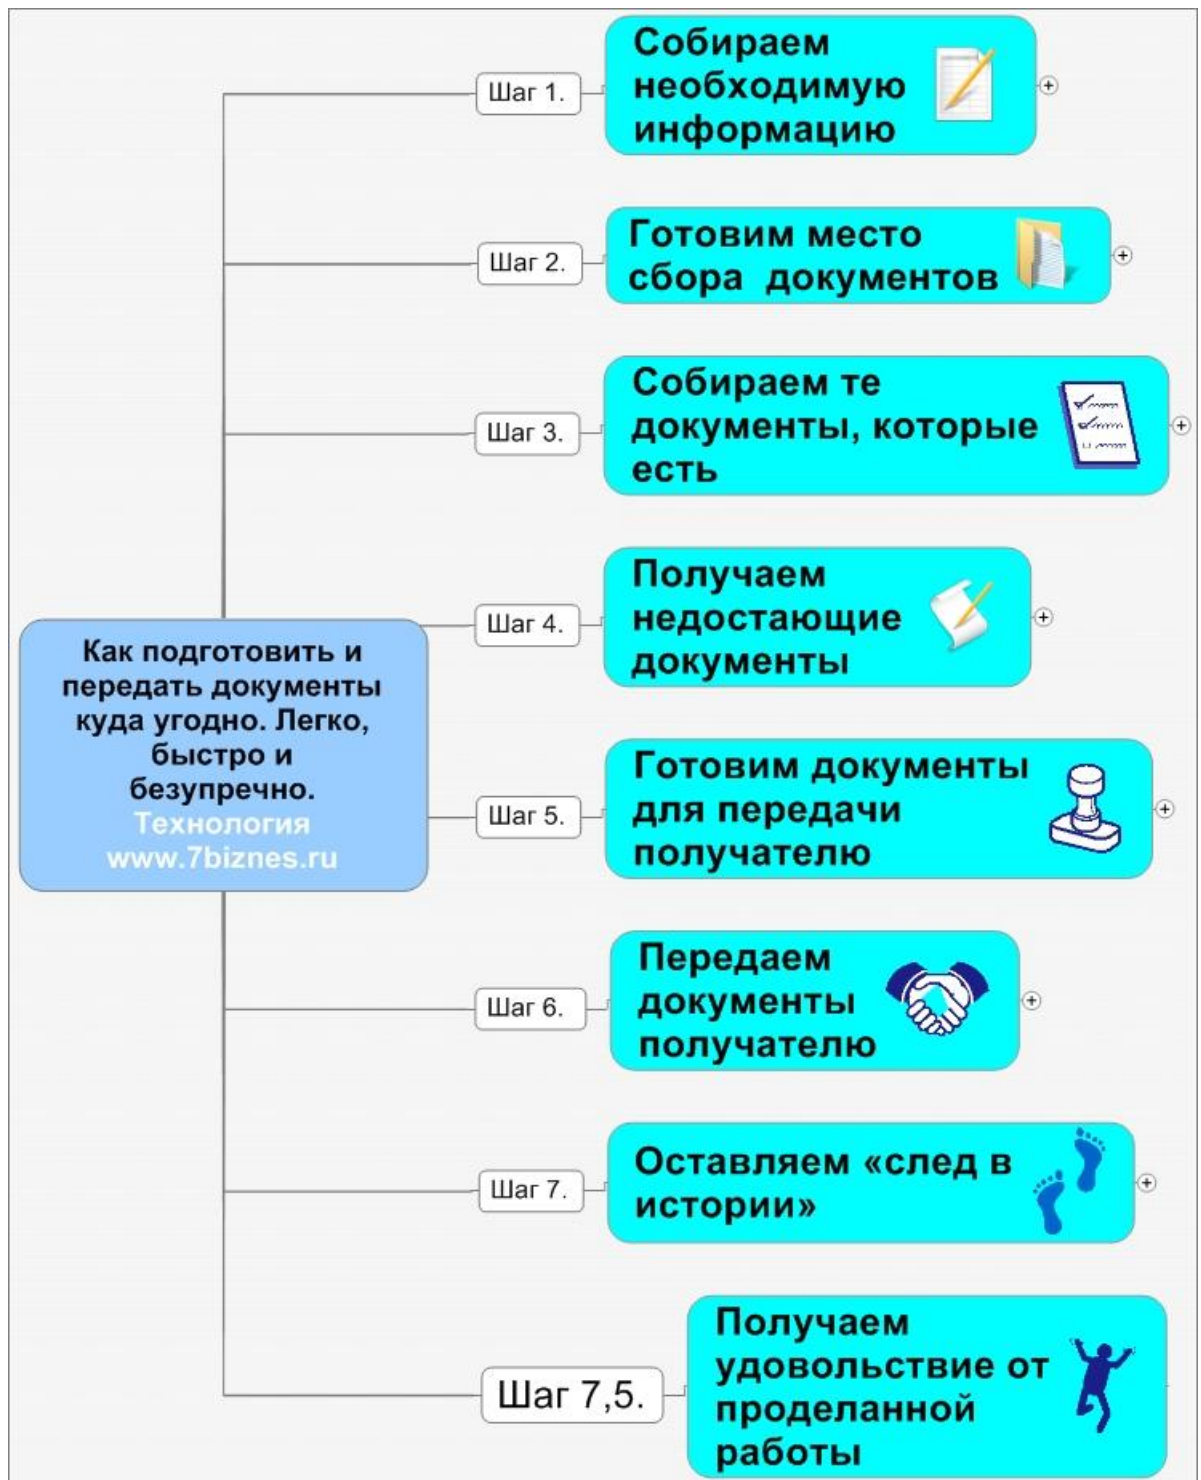 Шаг 1.
Собираем
необходимую
информацию
Шаг 2.
Готовим место
сбора документов
Шаг 3.
Собираем те
документы, которые
есть
Шаг 4.
Получаем
недостающие
документы
Как подготовить и
передать документы
куда угодно. Легко,
быстро и
безупречно.
Технология
www.7biznes.ru
Шаг 5.
Готовим документы
для передачи
получателю
Шаг 6.
Передаем
документы
получателю
Шаг 7.
Оставляем «след в
истории»
Шаг 7,5.
Получаем
удовольствие от
проделанной
работы